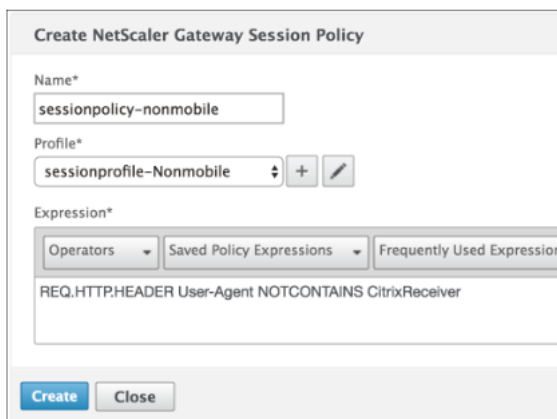 Create NetScaler Gateway Session Policy
Name*
sessionpolicy-nonmobile
Profile*
sessionprofile-Nonmobile +
Expression*
Operators Saved Policy Expressions Frequently Used Expression
REQ.HTTP.HEADER User-Agent NOTCONTAINS CitrixReceiver
Create Close